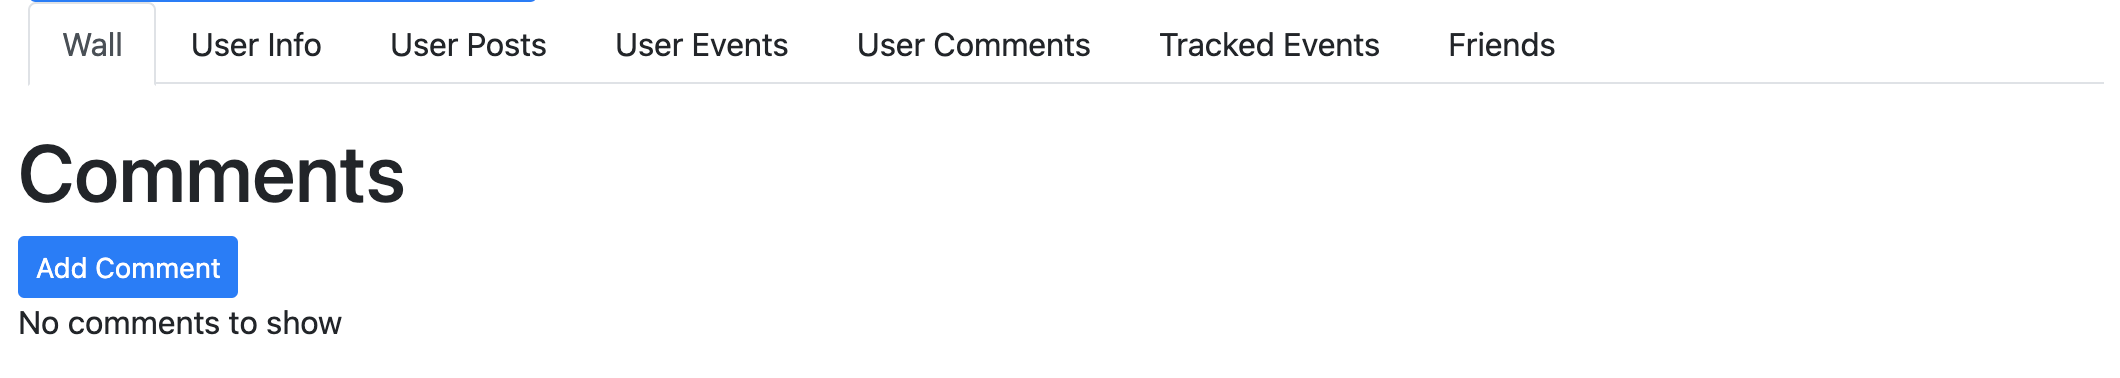 Wall User Info User Posts User Events User Comments Tracked Events Friends
Comments
Add Comment
No comments to show